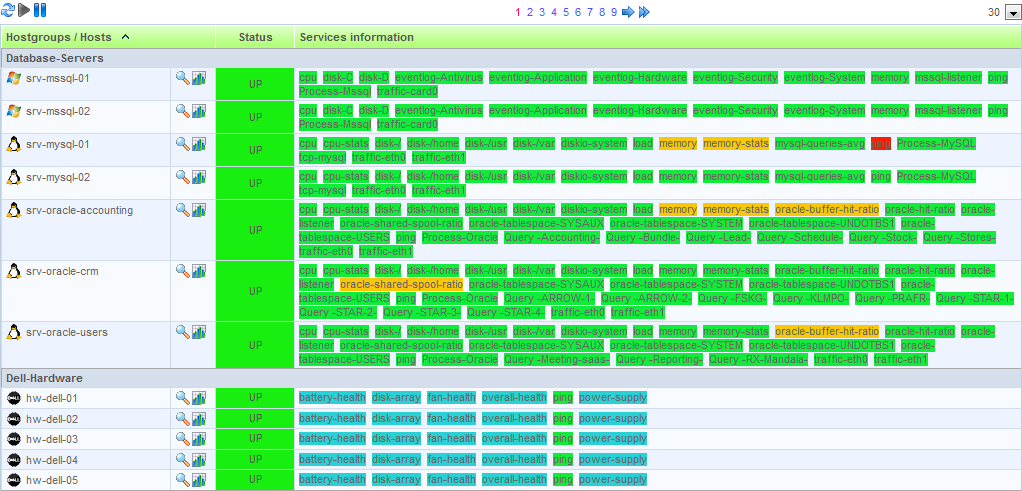 1 2 3 4 5 6 7 8 9 30
Hostgroups / Hosts Status Services information
Database-Servers
srv-mssql-01 UP cpu disk-C disk-D eventlog-Antivirus eventlog-Application eventlog-Hardware eventlog-Security eventlog-System memory mssql-listener ping
Process-Mssql traffic-card0
srv-mssql-02 UP cpu disk-C disk-D eventlog-Antivirus eventlog-Application eventlog-Hardware eventlog-Security eventlog-System memory mssql-listener ping
Process-Mssql traffic-card0
srv-mysql-01 UP cpu cpu-stats disk-/ disk-/home disk-/usr disk-/var diskio-system load memory memory-stats mysql-queries-avg ping Process-MySQL
tcp-mysql traffic-eth0 traffic-eth1
srv-mysql-02 UP cpu cpu-stats disk-/ disk-/home disk-/usr disk-/var diskio-system load memory memory-stats mysql-queries-avg ping Process-MySQL
tcp-mysql traffic-eth0 traffic-eth1
srv-oracle-accounting UP cpu cpu-stats disk-/ disk-/home disk-/usr disk-/var diskio-system load memory memory-stats oracle-buffer-hit-ratio oracle-hit-ratio oracle-
listener oracle-shared-spool-ratio oracle-tablespace-SYSAUX oracle-tablespace-SYSTEM oracle-tablespace-UNDOTBS1 oracle-
tablespace-USERS ping Process-Oracle Query -Accounting- Query -Bundle- Query -Lead- Query -Schedule- Query -Stock- Query -Stores-
traffic-eth0 traffic-eth1
srv-oracle-crm UP cpu cpu-stats disk-/ disk-/home disk-/usr disk-/var diskio-system load memory memory-stats oracle-buffer-hit-ratio oracle-hit-ratio oracle-
listener oracle-shared-spool-ratio oracle-tablespace-SYSAUX oracle-tablespace-SYSTEM oracle-tablespace-UNDOTBS1 oracle-
tablespace-USERS ping Process-Oracle Query -ARROW-1- Query -ARROW-2- Query -FSKG- Query -KLIMPO- Query -PRAFR- Query -STAR-1-
Query -STAR-2- Query -STAR-3- Query -STAR-4- traffic-eth0 traffic-eth1
srv-oracle-users UP cpu cpu-stats disk-/ disk-/home disk-/usr disk-/var diskio-system load memory memory-stats oracle-buffer-hit-ratio oracle-hit-ratio oracle-
listener oracle-shared-spool-ratio oracle-tablespace-SYSAUX oracle-tablespace-SYSTEM oracle-tablespace-UNDOTBS1 oracle-
tablespace-USERS ping Process-Oracle Query -Meeting-saas- Query -Reporting- Query -RX-Mandala- traffic-eth0 traffic-eth1
Dell-Hardware
hw-dell-01 UP battery-health disk-array fan-health overall-health ping power-supply
hw-dell-02 UP battery-health disk-array fan-health overall-health ping power-supply
hw-dell-03 UP battery-health disk-array fan-health overall-health ping power-supply
hw-dell-04 UP battery-health disk-array fan-health overall-health ping power-supply
hw-dell-05 UP battery-health disk-array fan-health overall-health ping power-supply